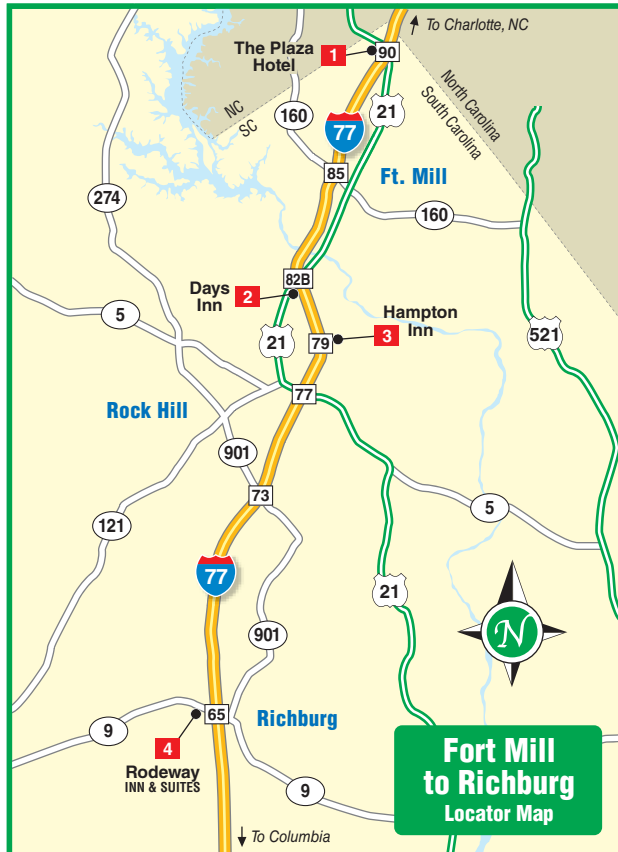 To Charlotte, NC
The Plaza
Hotel
1
90
NC
SC
North Carolina
South Carolina
160
77
21
85
Ft. Mill
274
160
82B
Days
Inn
2
Hampton
Inn
3
5
21
79
521
77
Rock Hill
901
73
5
121
77
21
N
901
65
Richburg
9
4
Rodeway
INN & SUITES
9
Fort Mill
to Richburg
Locator Map
To Columbia